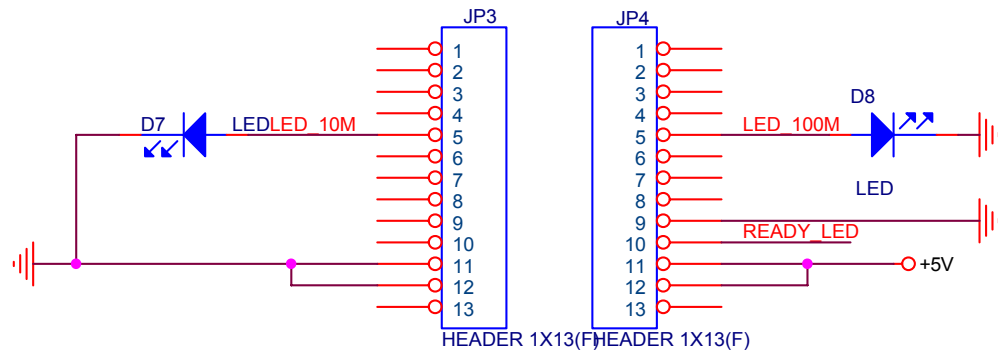 JP3
JP4
1
2
3
4
5
6
7
8
9
10
11
12
13
1
2
3
4
5
6
7
8
9
10
11
12
13
D7
LED
LED_10M
LED_100M
D8
LED
READY_LED
+5V
HEADER 1X13(F)
HEADER 1X13(F)